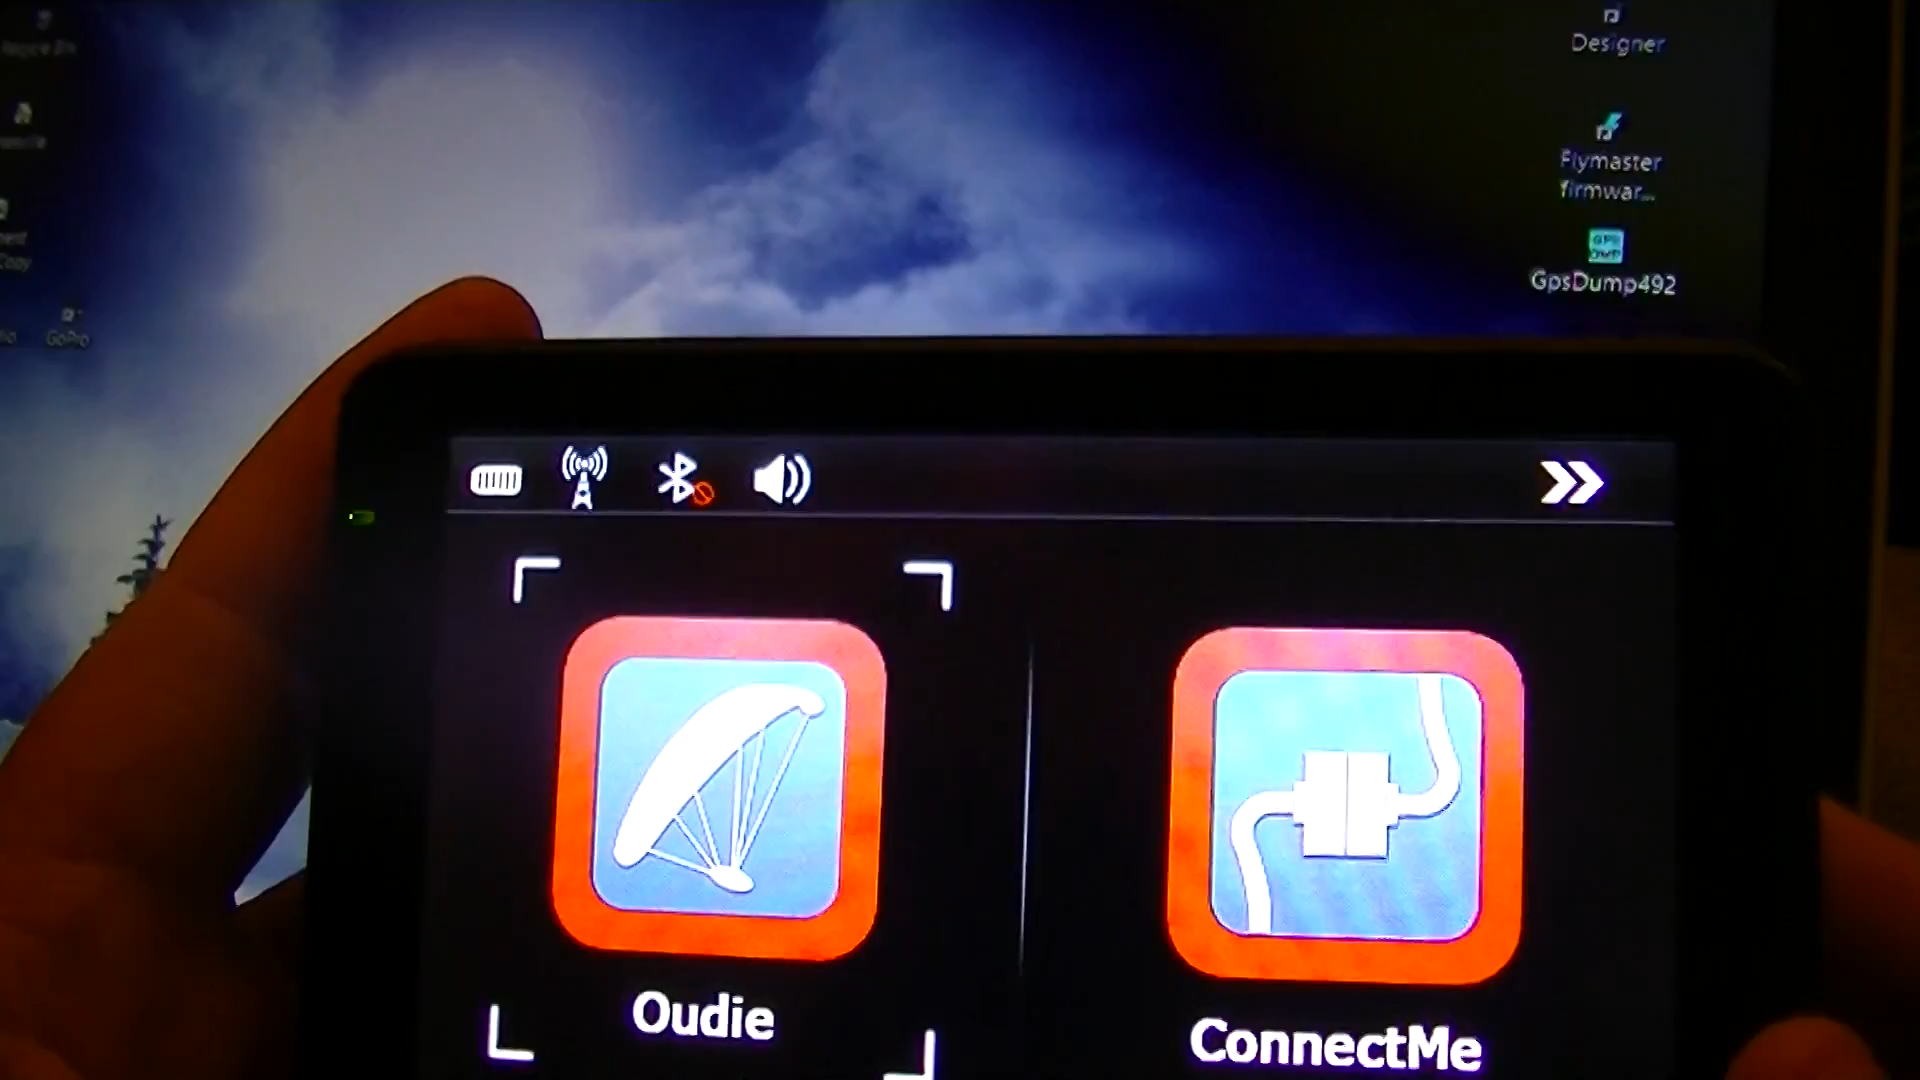 Designer
Flymaster
firmwar...
GpsDump492
GoPro
Oudie
ConnectMe